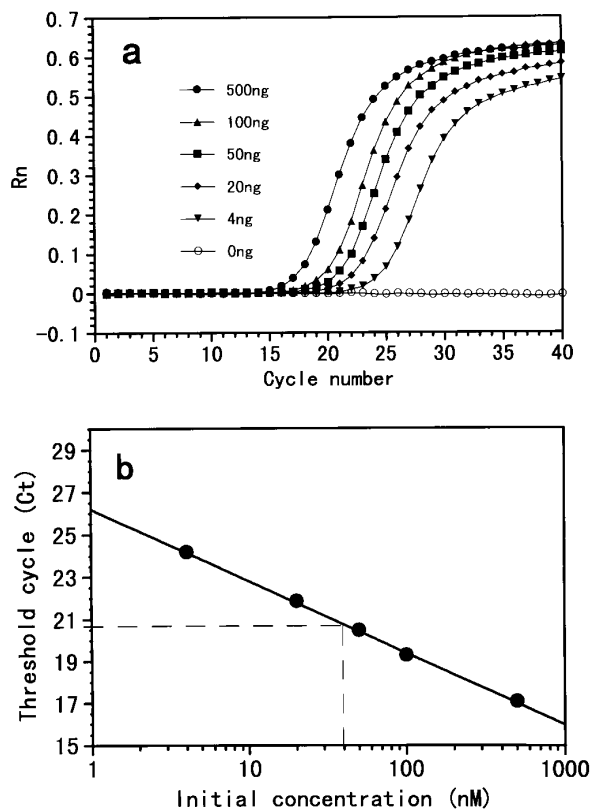 a
0.7
0.6
0.5
0.4
0.3
0.2
0.1
0
-0.1
Rn
500ng
100ng
50ng
20ng
4ng
0ng
0 5 10 15 20 25 30 35 40
Cycle number
b
29
27
25
23
21
19
17
15
Threshold cycle (Ct)
1 10 100 1000
Initial concentration (nM)